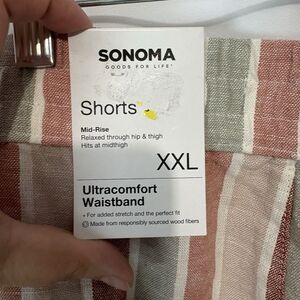 SONOMA
GOODS FOR LIFE
Shorts
Mid-Rise
Relaxed through hip & thigh
Hits at midthigh
XXL
Ultracomfort
Waistband
+ For added stretch and the perfect fit
Made from responsibly sourced wood fibers